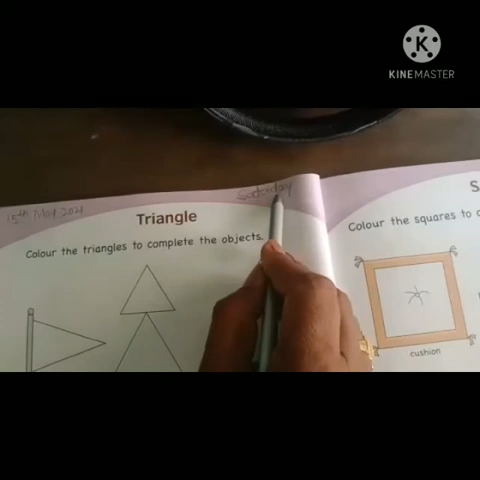 K
KINEMASTER
15th May 2021
Saturday
Triangle
Colour the triangles to complete the objects.
S
Colour the squares to c
cushion